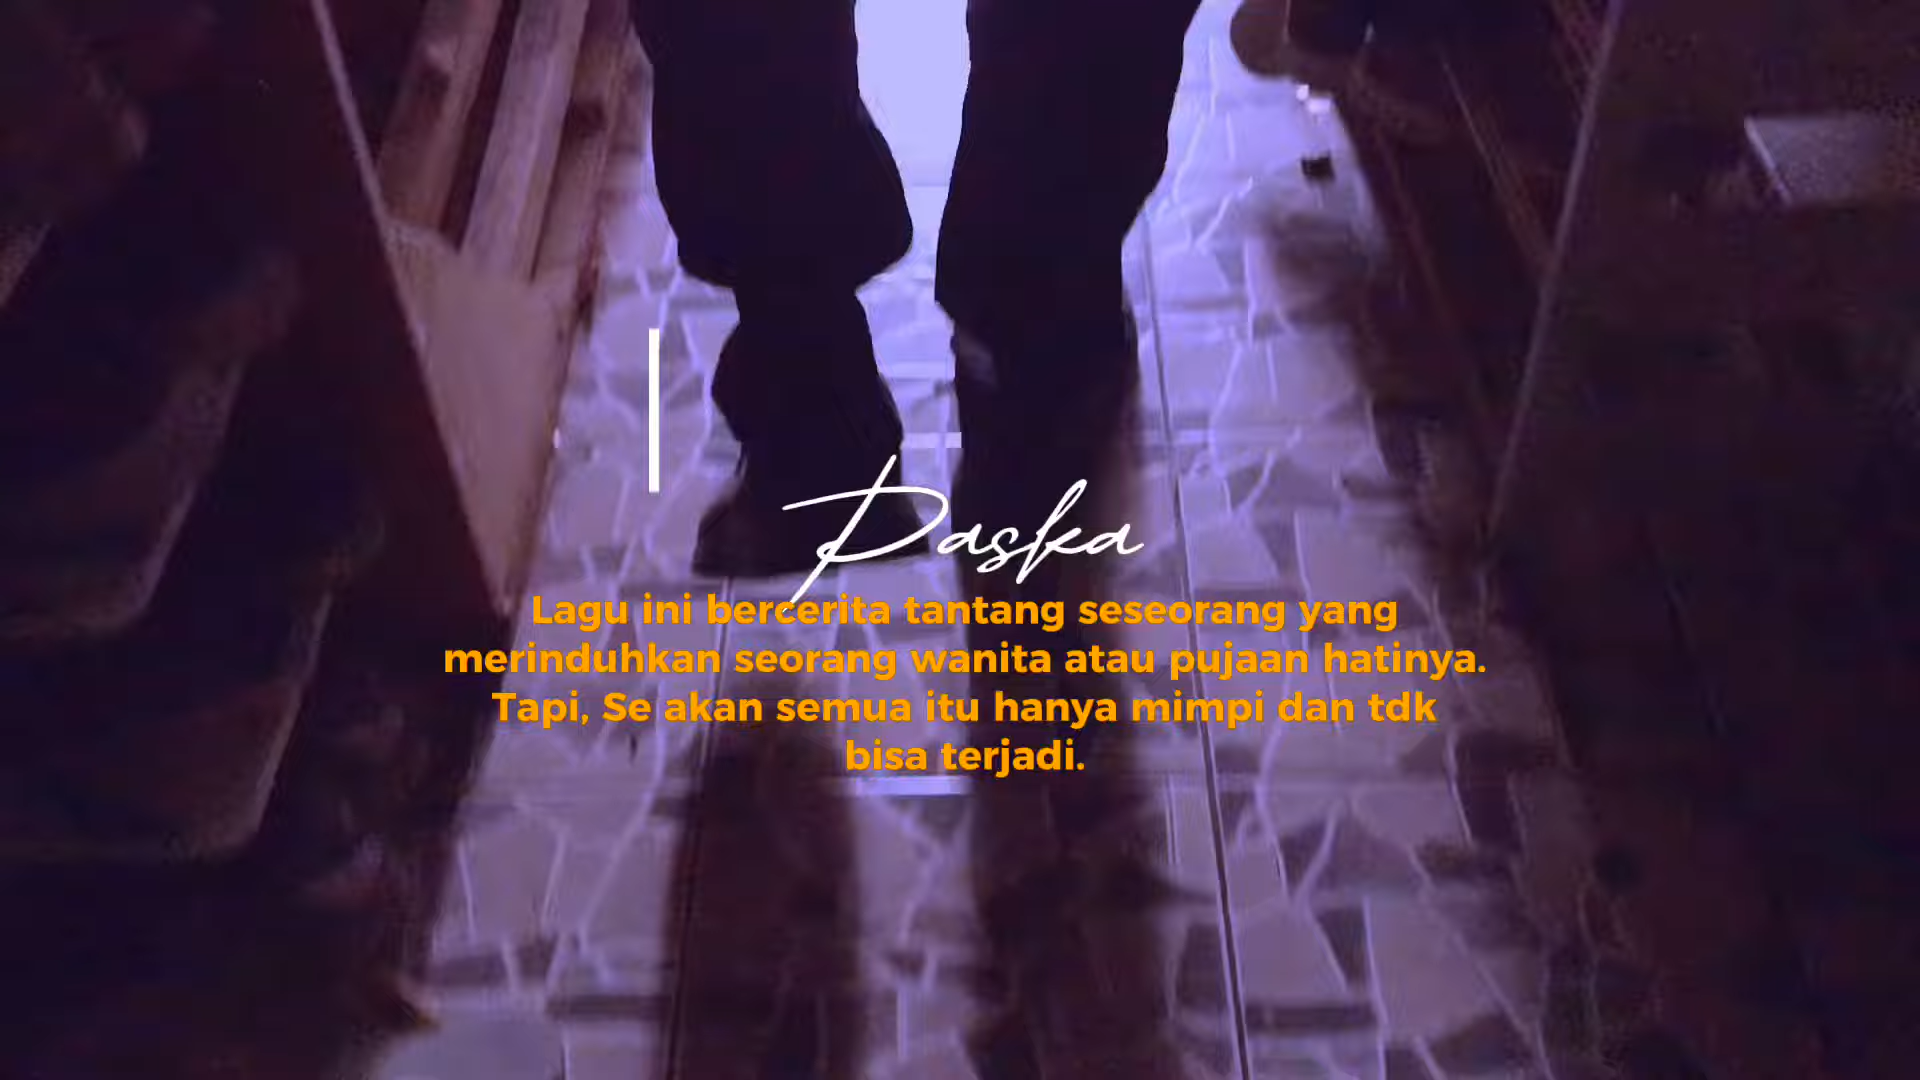 Paska
Lagu ini bercerita tantang seseorang yang
merinduhkan seorang wanita atau pujaan hatinya.
Tapi, Se akan semua itu hanya mimpi dan tdk
bisa terjadi.